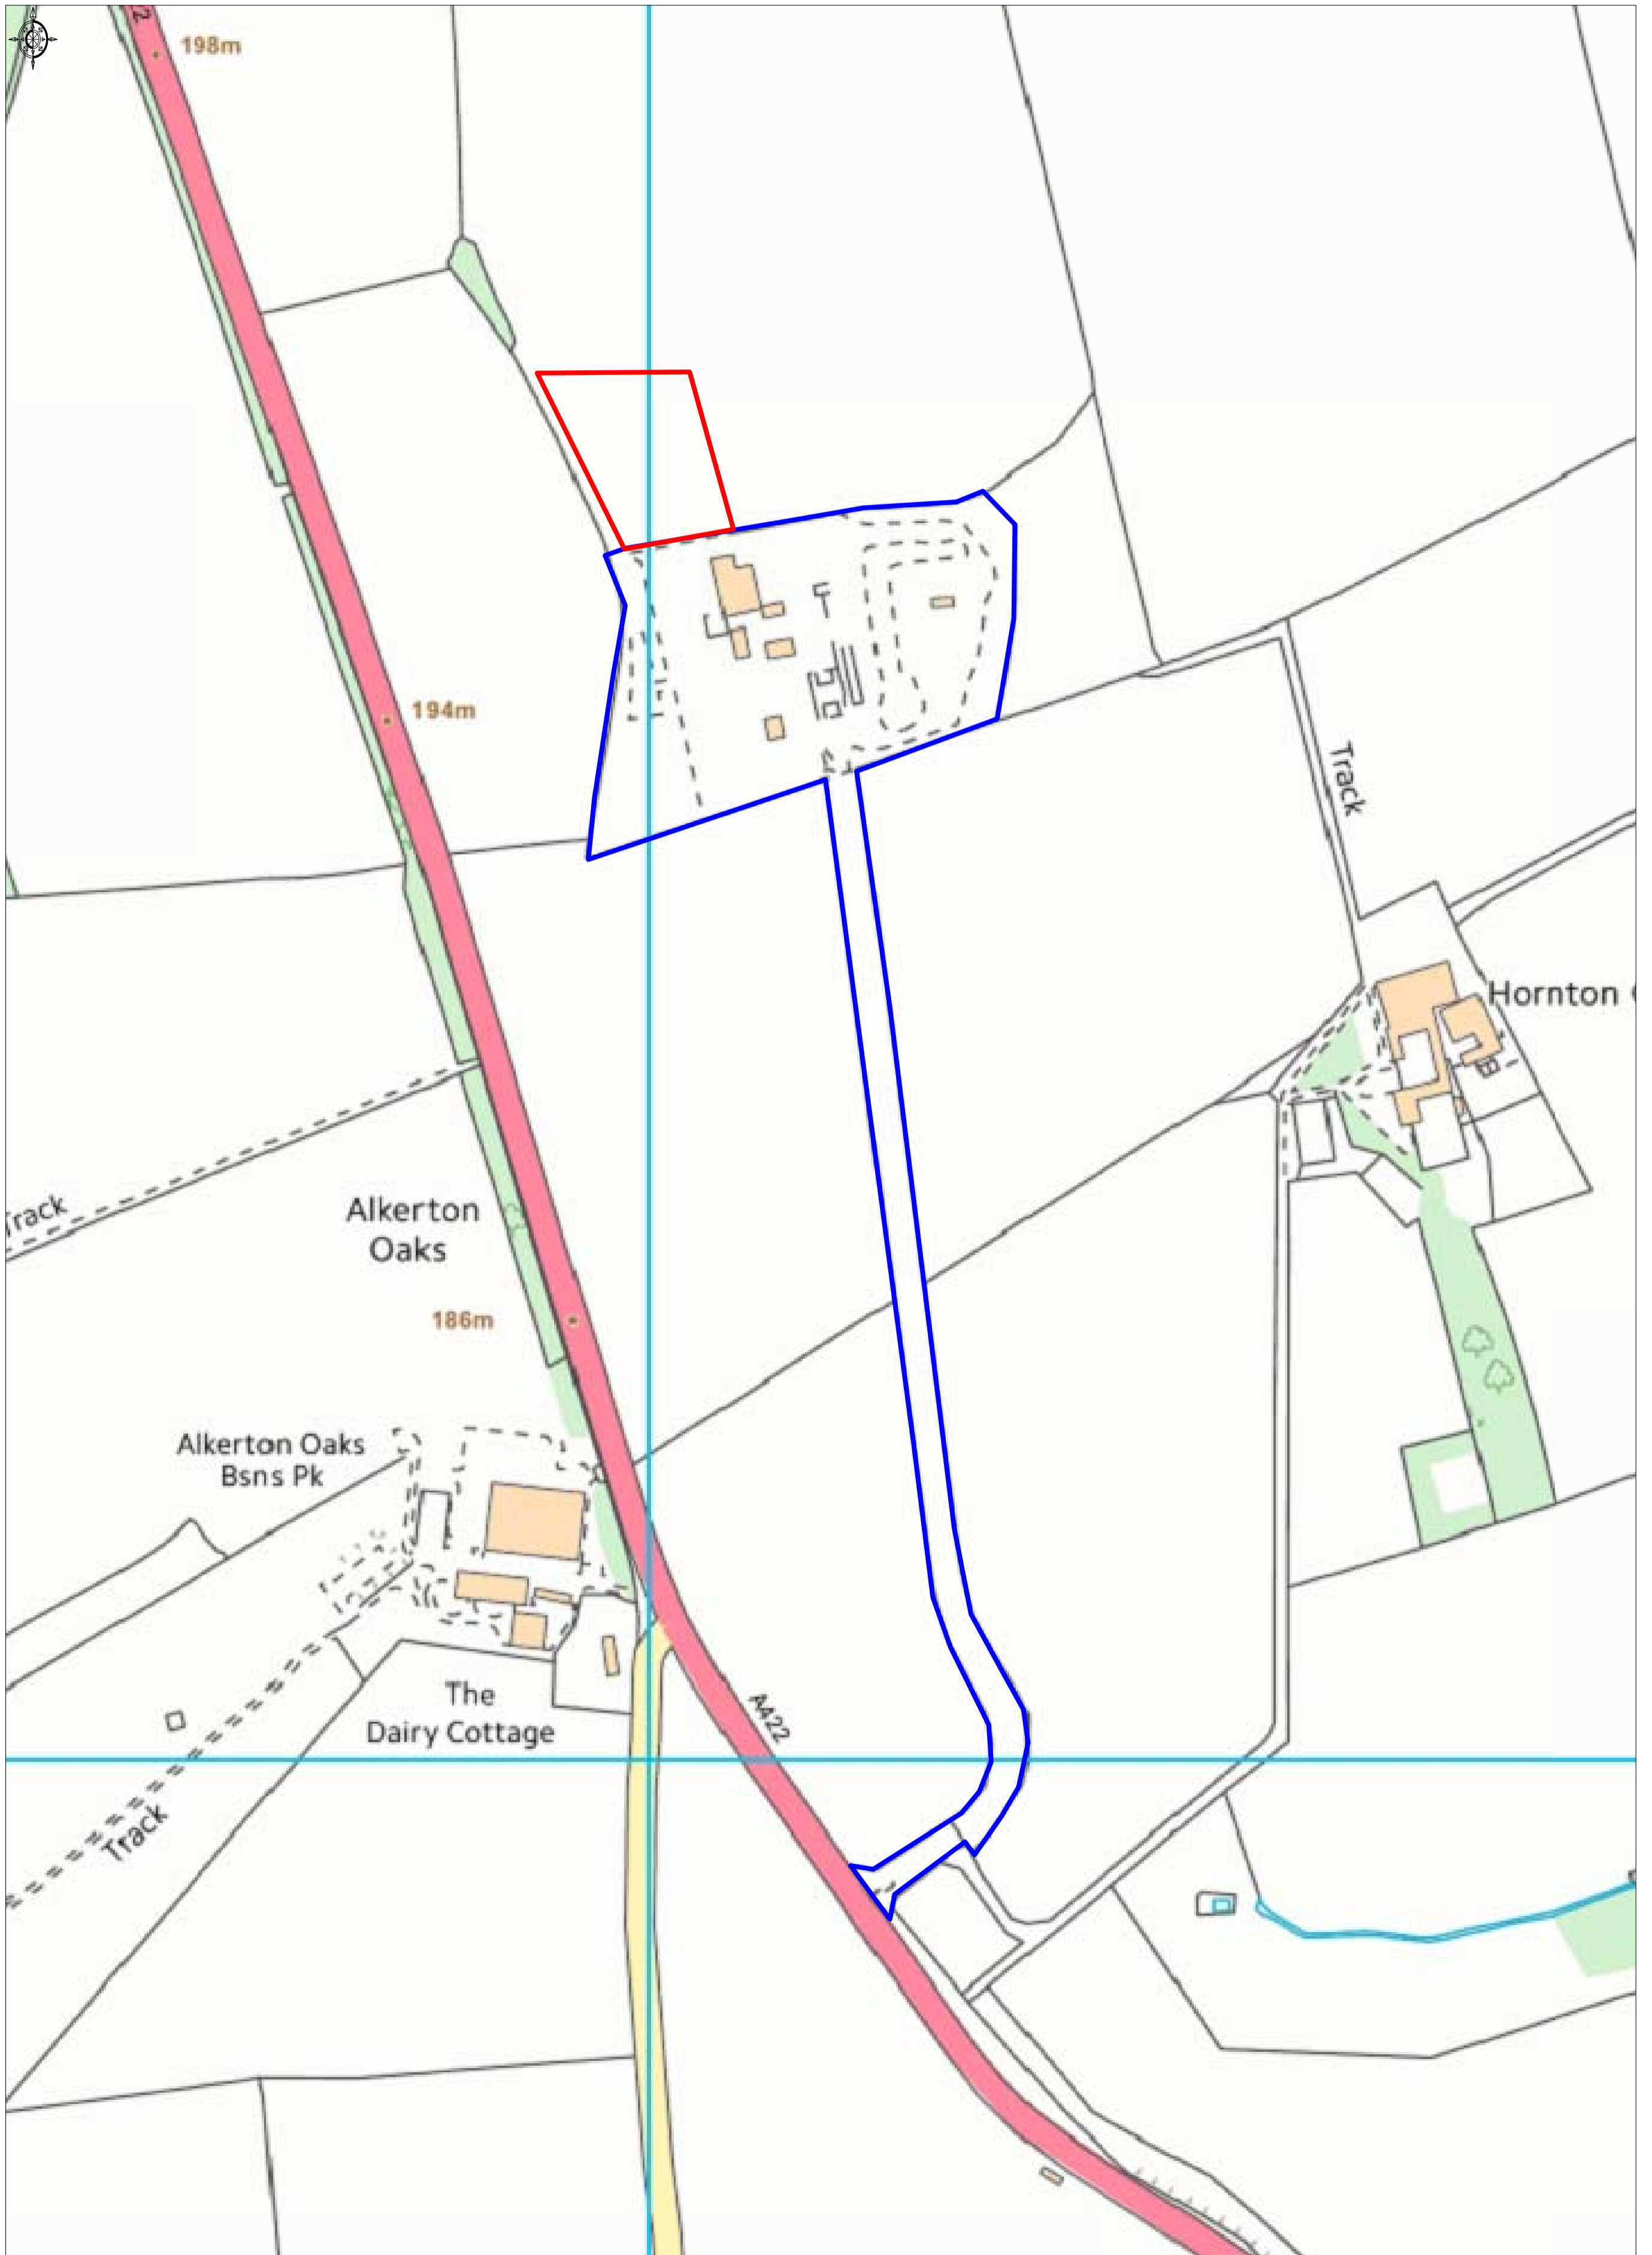 198m
194m
Track
Hornton
Track
Alkerton
Oaks
186m
Alkerton Oaks
Bsns Pk
The
Dairy Cottage
A422
Track